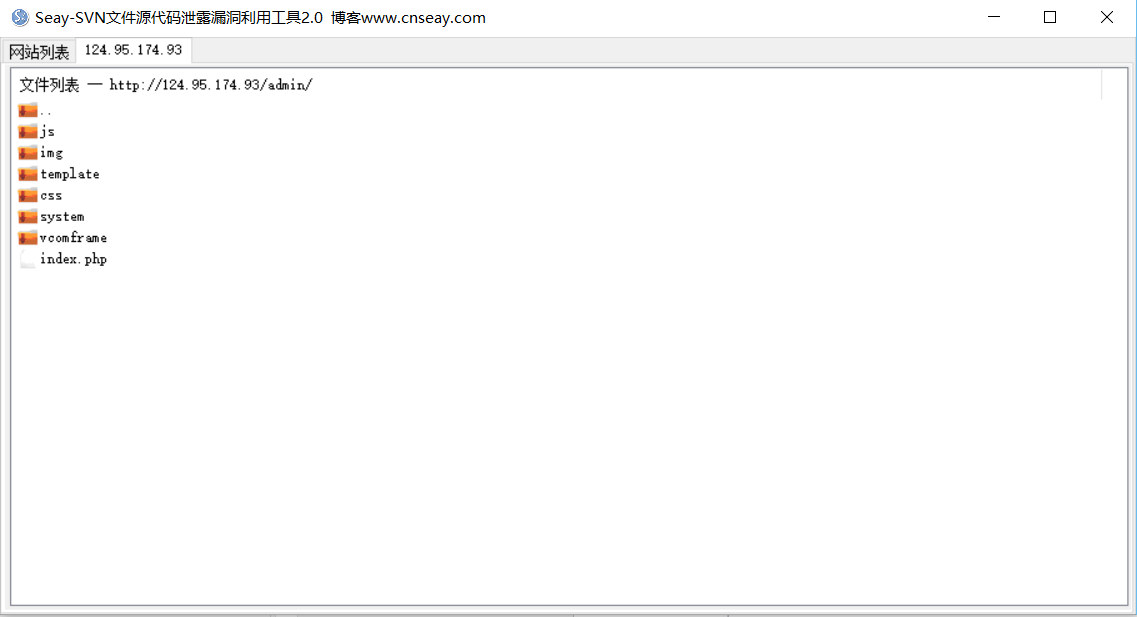 Seay-SVN文件源代码泄露漏洞利用工具2.0 博客www.cnseay.com
网站列表 124.95.174.93
文件列表 — http://124.95.174.93/admin/
..
js
img
template
css
system
vcomframe
index.php